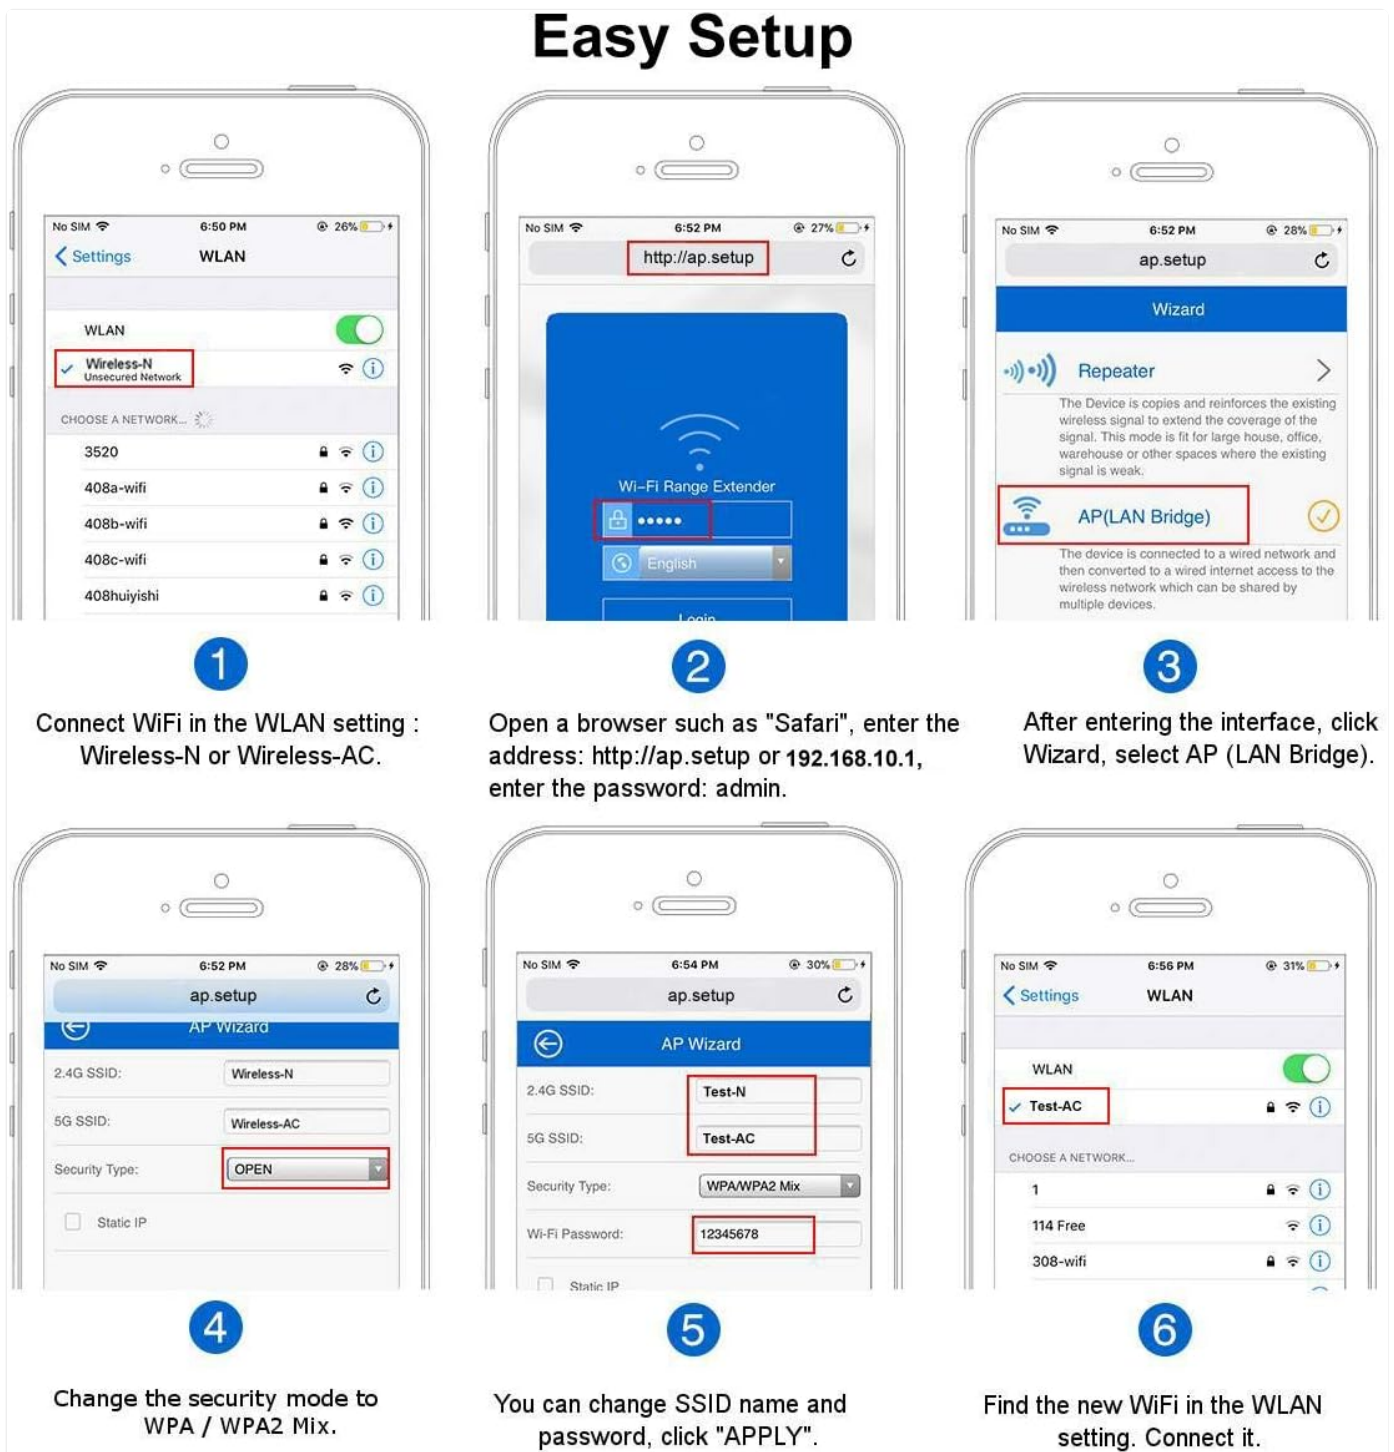 Easy Setup
No SIM 6:50 PM 26%
Settings WLAN
WLAN
Wireless-N
Unsecured Network
CHOOSE A NETWORK...
3520
408a-wifi
408b-wifi
408c-wifi
408huiyishi
1
Connect WiFi in the WLAN setting :
Wireless-N or Wireless-AC.
No SIM 6:52 PM 27%
http://ap.setup
Wi-Fi Range Extender
•••••
English
Login
2
Open a browser such as "Safari", enter the
address: http://ap.setup or 192.168.10.1,
enter the password: admin.
No SIM 6:52 PM 28%
ap.setup
Wizard
Repeater
The Device is copies and reinforces the existing
wireless signal to extend the coverage of the
signal. This mode is fit for large house, office,
warehouse or other spaces where the existing
signal is weak.
AP(LAN Bridge)
The device is connected to a wired network and
then converted to a wired internet access to the
wireless network which can be shared by
multiple devices.
3
After entering the interface, click
Wizard, select AP (LAN Bridge).
No SIM 6:52 PM 28%
ap.setup
AP Wizard
2.4G SSID: Wireless-N
5G SSID: Wireless-AC
Security Type: OPEN
Static IP
4
Change the security mode to
WPA / WPA2 Mix.
No SIM 6:54 PM 30%
ap.setup
AP Wizard
2.4G SSID: Test-N
5G SSID: Test-AC
Security Type: WPA/WPA2 Mix
Wi-Fi Password: 12345678
Static IP
5
You can change SSID name and
password, click "APPLY".
No SIM 6:56 PM 31%
Settings WLAN
WLAN
Test-AC
CHOOSE A NETWORK...
1
114 Free
308-wifi
6
Find the new WiFi in the WLAN
setting. Connect it.